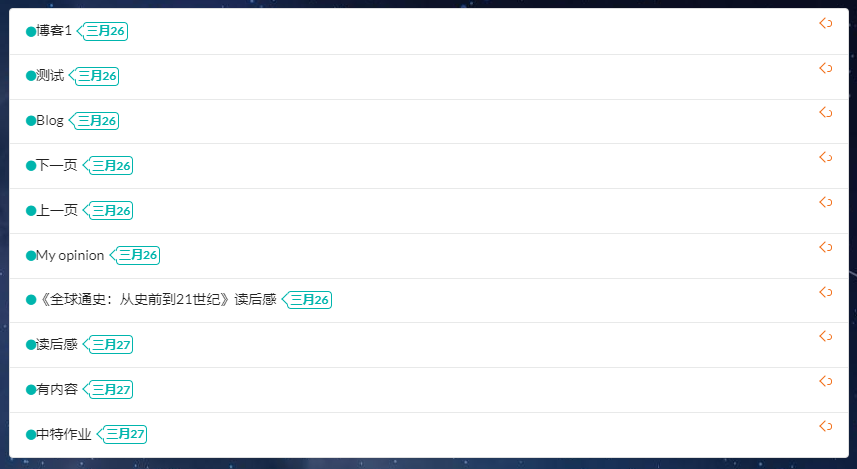 博客1 三月26
测试 三月26
Blog 三月26
下一页 三月26
上一页 三月26
My opinion 三月26
《全球通史：从史前到21世纪》读后感 三月26
读后感 三月27
有内容 三月27
中特作业 三月27